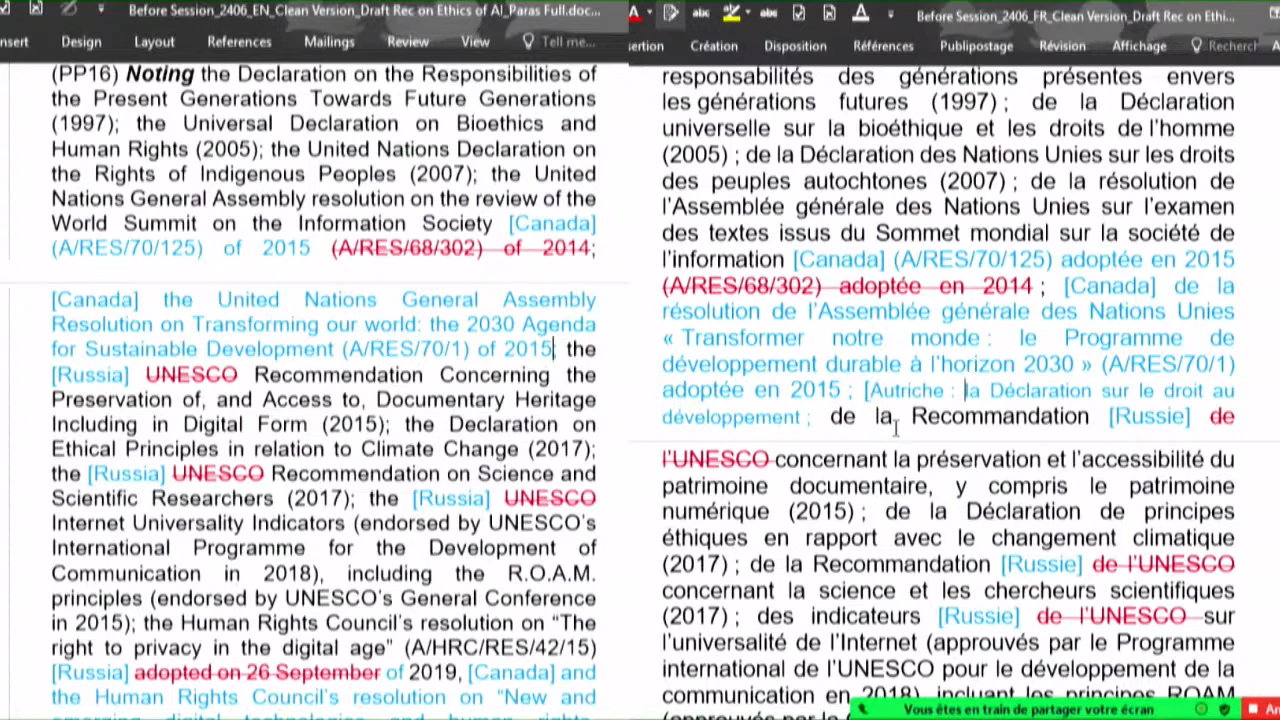 Before Session_2406_EN_Clean Version_Draft Rec on Ethics of AI_Paras Full.doc...
nsert Design Layout References Mailings Review View Tell me...
(PP16) Noting the Declaration on the Responsibilities of
the Present Generations Towards Future Generations
(1997); the Universal Declaration on Bioethics and
Human Rights (2005); the United Nations Declaration on
the Rights of Indigenous Peoples (2007); the United
Nations General Assembly resolution on the review of the
World Summit on the Information Society [Canada]
(A/RES/70/125) of 2015 (A/RES/68/302) of 2014;
[Canada] the United Nations General Assembly
Resolution on Transforming our world: the 2030 Agenda
for Sustainable Development (A/RES/70/1) of 2015 the
[Russia] UNESCO Recommendation Concerning the
Preservation of, and Access to, Documentary Heritage
Including in Digital Form (2015); the Declaration on
Ethical Principles in relation to Climate Change (2017);
the [Russia] UNESCO Recommendation on Science and
Scientific Researchers (2017); the [Russia] UNESCO
Internet Universality Indicators (endorsed by UNESCO's
International Programme for the Development of
Communication in 2018), including the R.O.A.M.
principles (endorsed by UNESCO's General Conference
in 2015); the Human Rights Council's resolution on “The
right to privacy in the digital age” (A/HRC/RES/42/15)
[Russia] adopted on 26 September of 2019, [Canada] and
the Human Rights Council's resolution on “New and
emerging digital technologies and human rights
abc abc A
Before Session_2406_FR_Clean Version_Draft Rec on Ethi...
sertion Création Disposition Références Publipostage Révision Affichage Recherch
responsabilités des générations présentes envers
les générations futures (1997) ; de la Déclaration
universelle sur la bioéthique et les droits de l'homme
(2005) ; de la Déclaration des Nations Unies sur les droits
des peuples autochtones (2007) ; de la résolution de
l'Assemblée générale des Nations Unies sur l'examen
des textes issus du Sommet mondial sur la société de
l'information [Canada] (A/RES/70/125) adoptée en 2015
(A/RES/68/302) adoptée en 2014 ; [Canada] de la
résolution de l'Assemblée générale des Nations Unies
« Transformer notre monde : le Programme de
développement durable à l'horizon 2030 » (A/RES/70/1)
adoptée en 2015 ; [Autriche : la Déclaration sur le droit au
développement ; de la Recommandation [Russie] de
l'UNESCO concernant la préservation et l'accessibilité du
patrimoine documentaire, y compris le patrimoine
numérique (2015) ; de la Déclaration de principes
éthiques en rapport avec le changement climatique
(2017) ; de la Recommandation [Russie] de l'UNESCO
concernant la science et les chercheurs scientifiques
(2017) ; des indicateurs [Russie] de l'UNESCO sur
l'universalité de l'Internet (approuvés par le Programme
international de l'UNESCO pour le développement de la
communication en 2018), incluant les principes ROAM
Vous êtes en train de partager votre écran